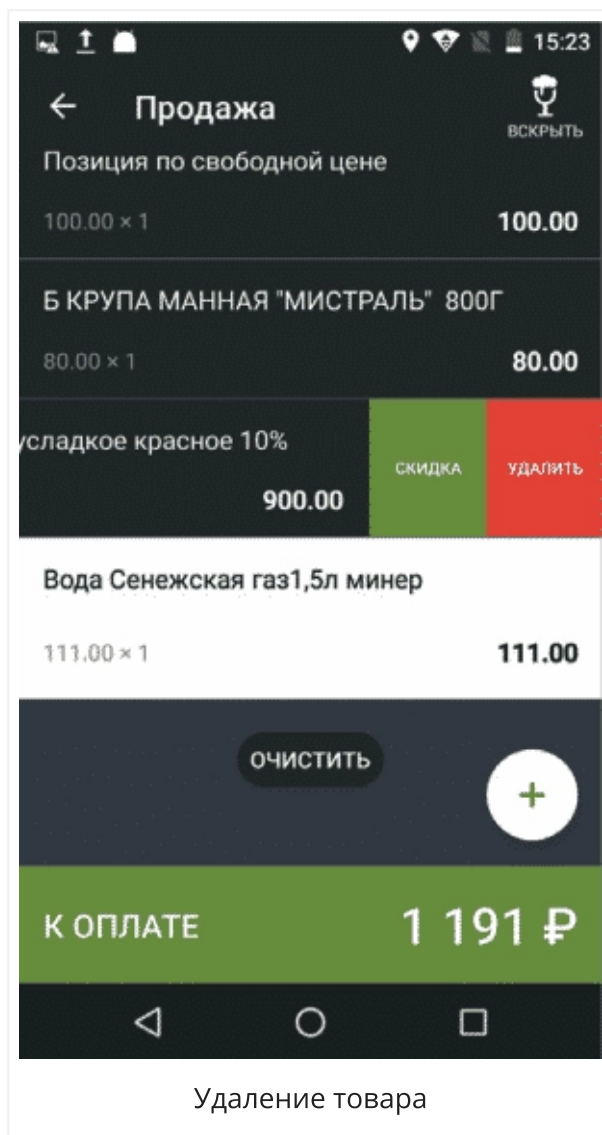 15:23
Продажа
ВСКРЫТЬ
Позиция по свободной цене
100.00 × 1 100.00
Б КРУПА МАННАЯ "МИСТРАЛЬ" 800Г
80.00 × 1 80.00
усладкое красное 10%
СКИДКА УДАЛИТЬ
900.00
Вода Сенежская газ1,5л минер
111.00 × 1 111.00
ОЧИСТИТЬ
+
К ОПЛАТЕ 1 191 ₽
Удаление товара